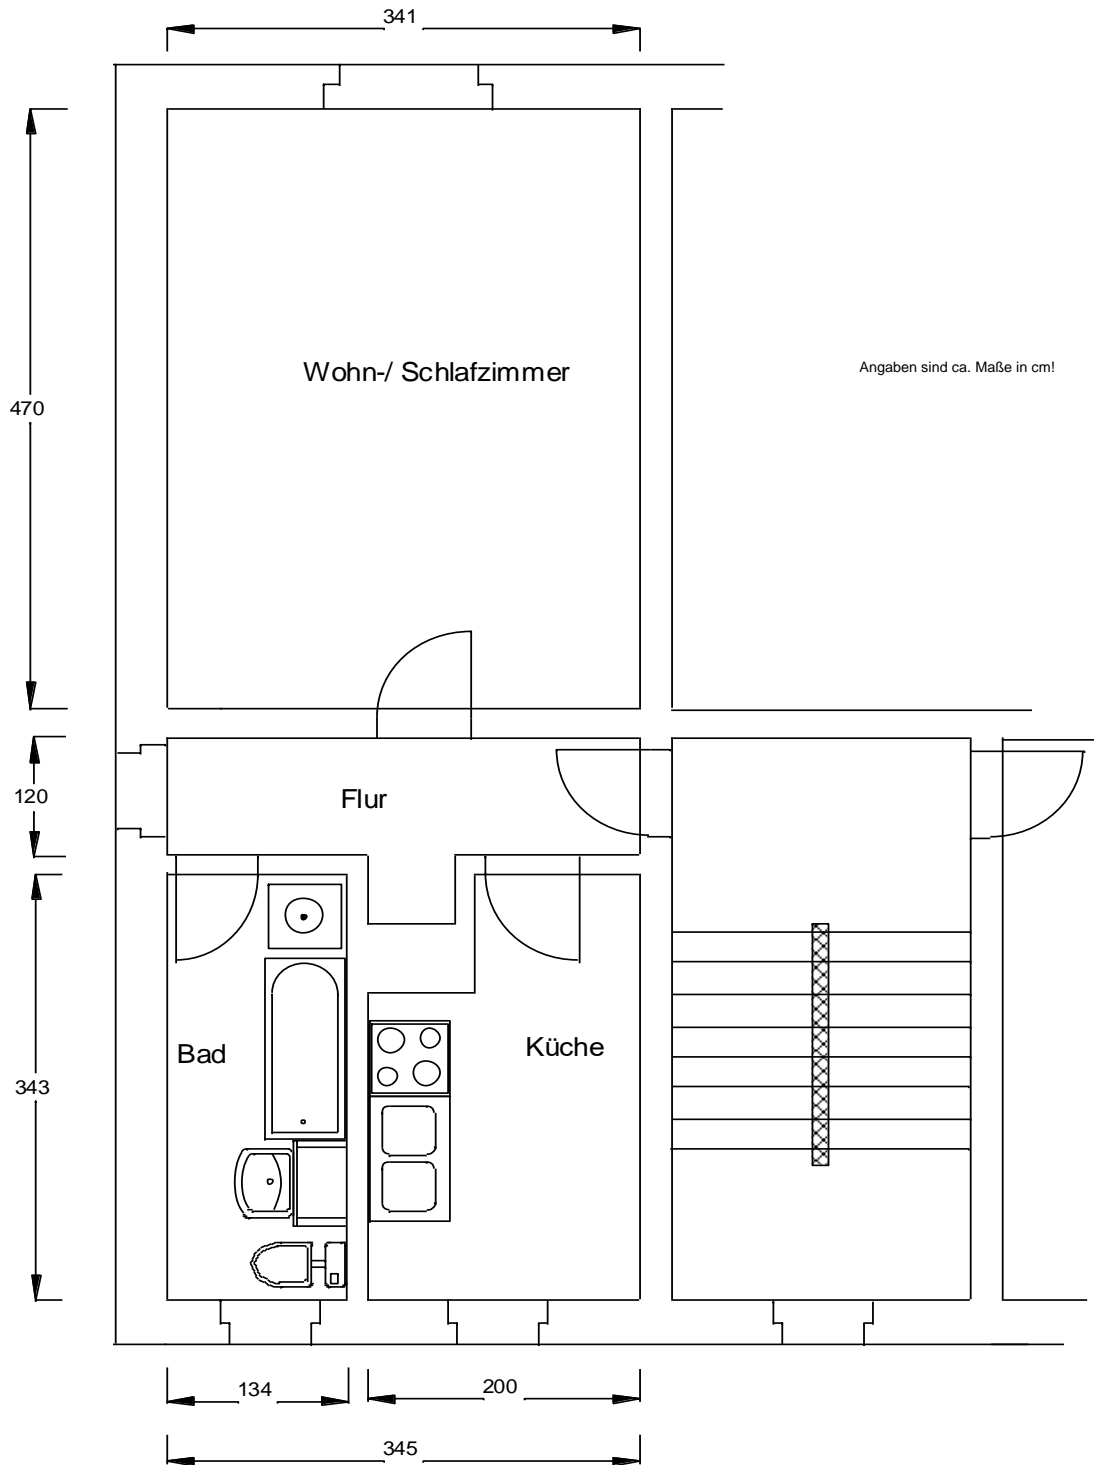 341
Wohn-/ Schlafzimmer
Angaben sind ca. Maße in cm!
470
120
Flur
Bad
Küche
343
134
200
345